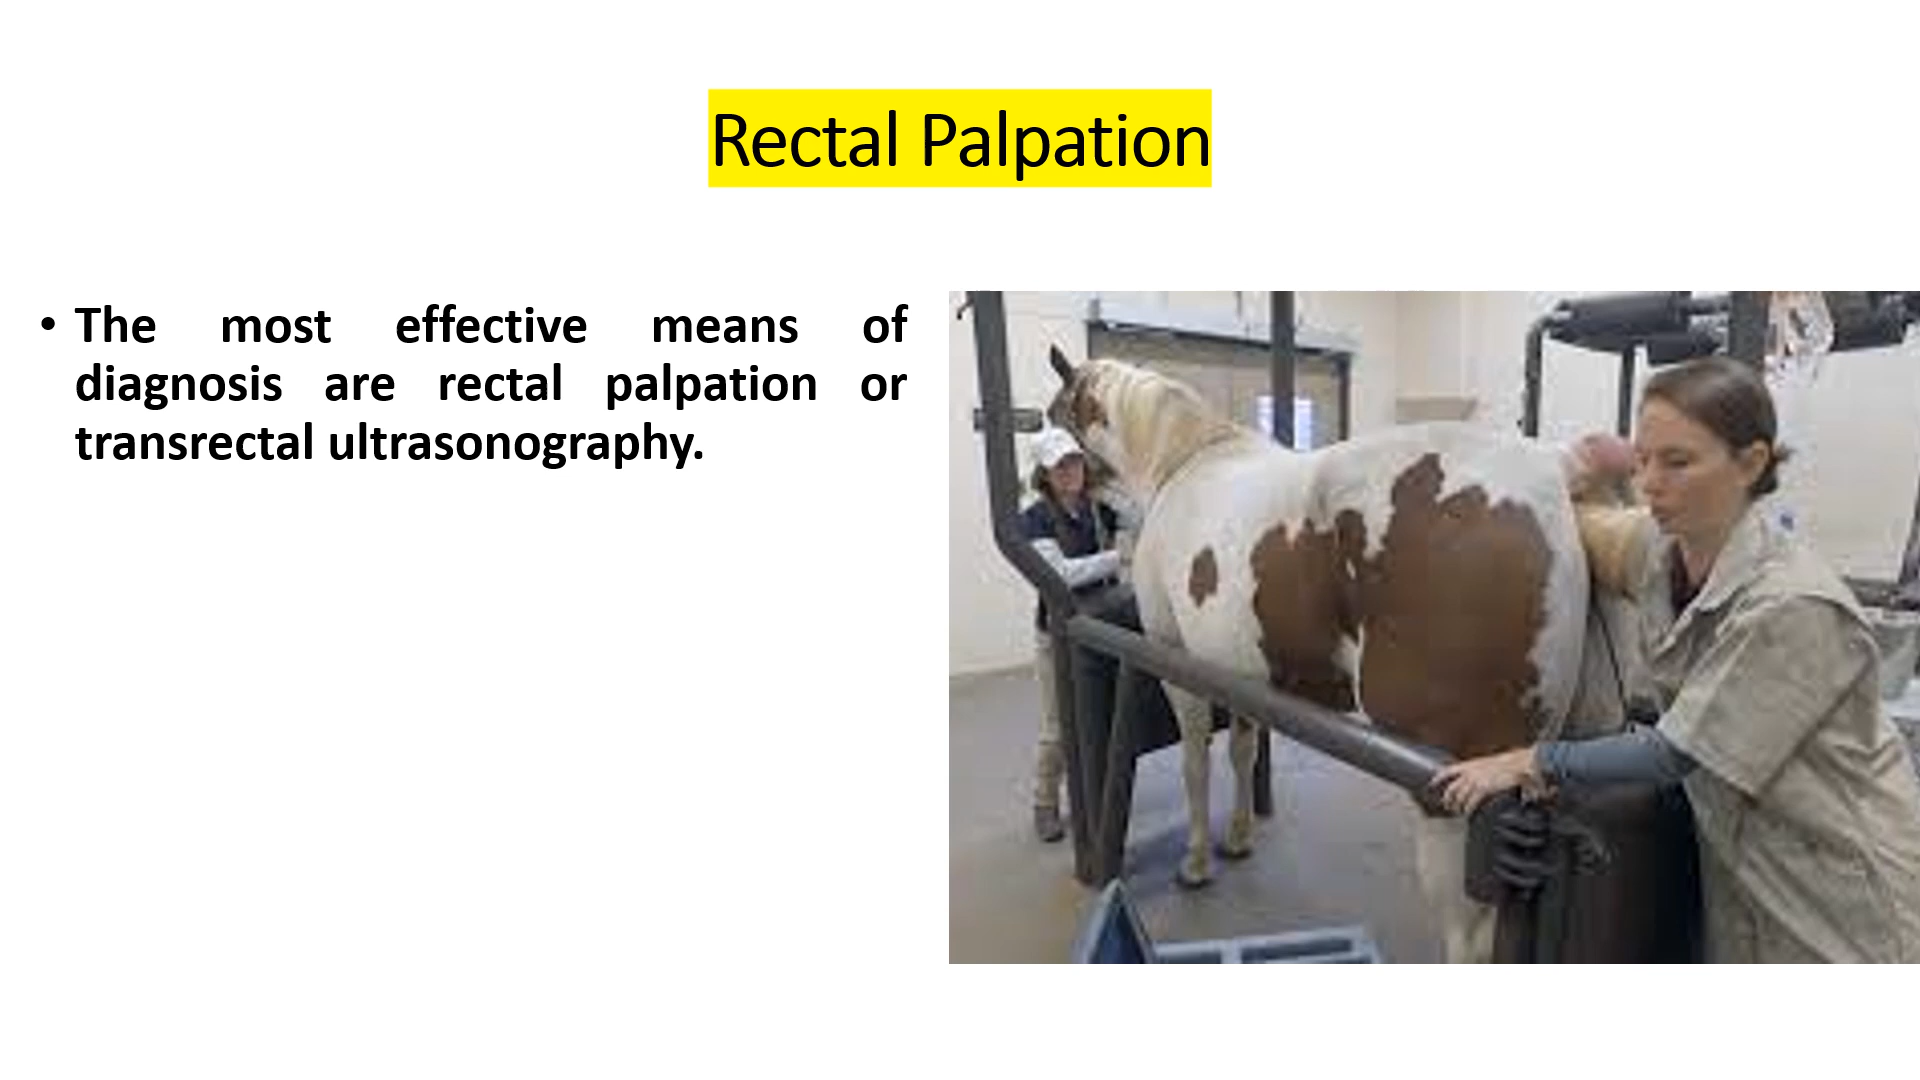 Rectal Palpation
• The most effective means of
diagnosis are rectal palpation or
transrectal ultrasonography.